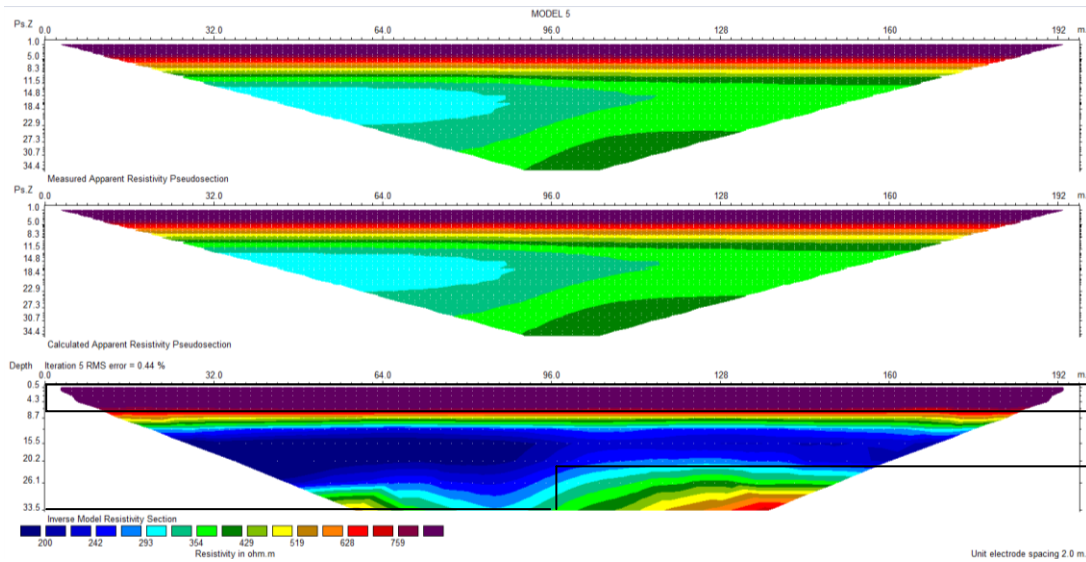 MODEL 5
Ps.Z 0.0 32.0 64.0 96.0 128 160 192 m.
1.0
5.0
8.3
11.5
14.8
18.4
22.9
27.3
30.7
34.4
Measured Apparent Resistivity Pseudosection
Ps.Z 0.0 32.0 64.0 96.0 128 160 192 m.
1.0
5.0
8.3
11.5
14.8
18.4
22.9
27.3
30.7
34.4
Calculated Apparent Resistivity Pseudosection
Depth Iteration 5 RMS error = 0.44 %
0.0 32.0 64.0 96.0 128 160 192 m.
0.5
4.3
8.7
15.5
20.2
26.1
33.5
Inverse Model Resistivity Section
200 242 293 354 429 519 628 759
Resistivity in ohm.m
Unit electrode spacing 2.0 m.